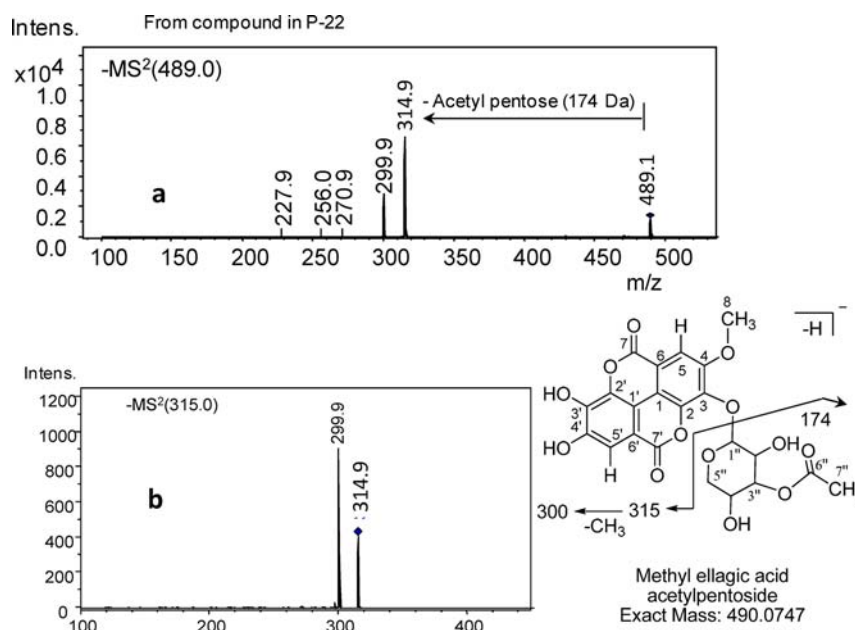 From compound in P-22
Intens.
x10⁴
1.0
0.8
0.6
0.4
0.2
0.0
-MS²(489.0)
- Acetyl pentose (174 Da)
227.9
256.0
270.9
299.9
314.9
489.1
a
100 150 200 250 300 350 400 450 500
m/z
Intens.
1200
1000
800
600
400
200
0
-MS²(315.0)
299.9
314.9
b
100 200 300 400
-H
−
O
7
O
2'
HO
3'
HO
4'
5'
H
6'
1'
1
7'
O
O
2
3
4
5
H
6
8
CH₃
O
O
174
O
1"
OH
5"
3"
OH
O
O
6"
7"
CH
300
-CH₃
315
Methyl ellagic acid
acetylpentoside
Exact Mass: 490.0747